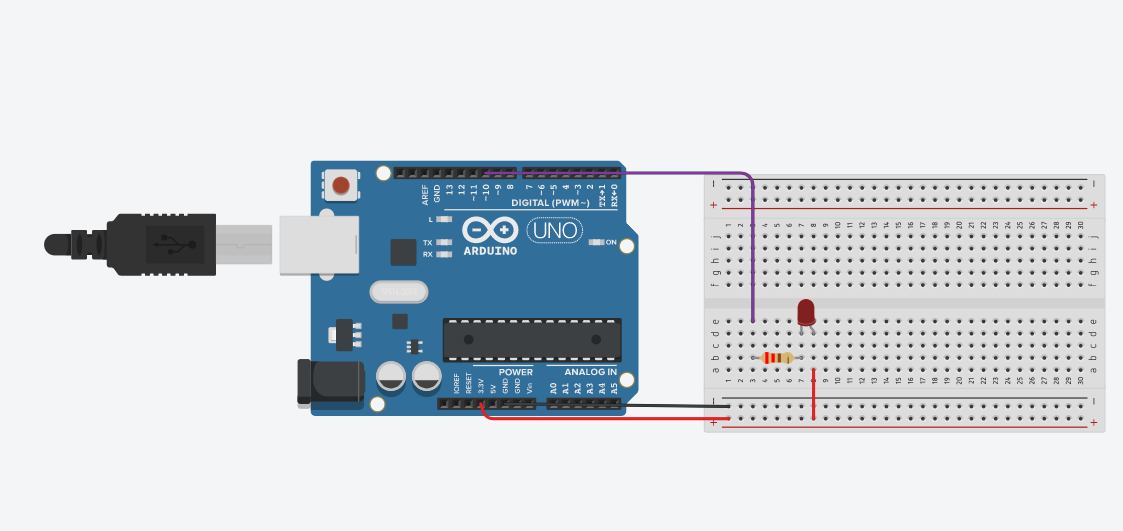 AREF GND 13 12 ~11 ~10 ~9 8 7 ~6 ~5 4 ~3 2 TX→1 RX←0
DIGITAL (PWM~)
L
TX
RX
UNO
ARDUINO
ON
POWER ANALOG IN
IOREF RESET 3.3V 5V GND GND Vin A0 A1 A2 A3 A4 A5
− −
+ +
1 2 3 4 5 6 7 8 9 10 11 12 13 14 15 16 17 18 19 20 21 22 23 24 25 26 27 28 29 30
j j
i i
h h
g g
f f
e e
d d
c c
b b
a a
1 2 3 4 5 6 7 8 9 10 11 12 13 14 15 16 17 18 19 20 21 22 23 24 25 26 27 28 29 30
− −
+ +